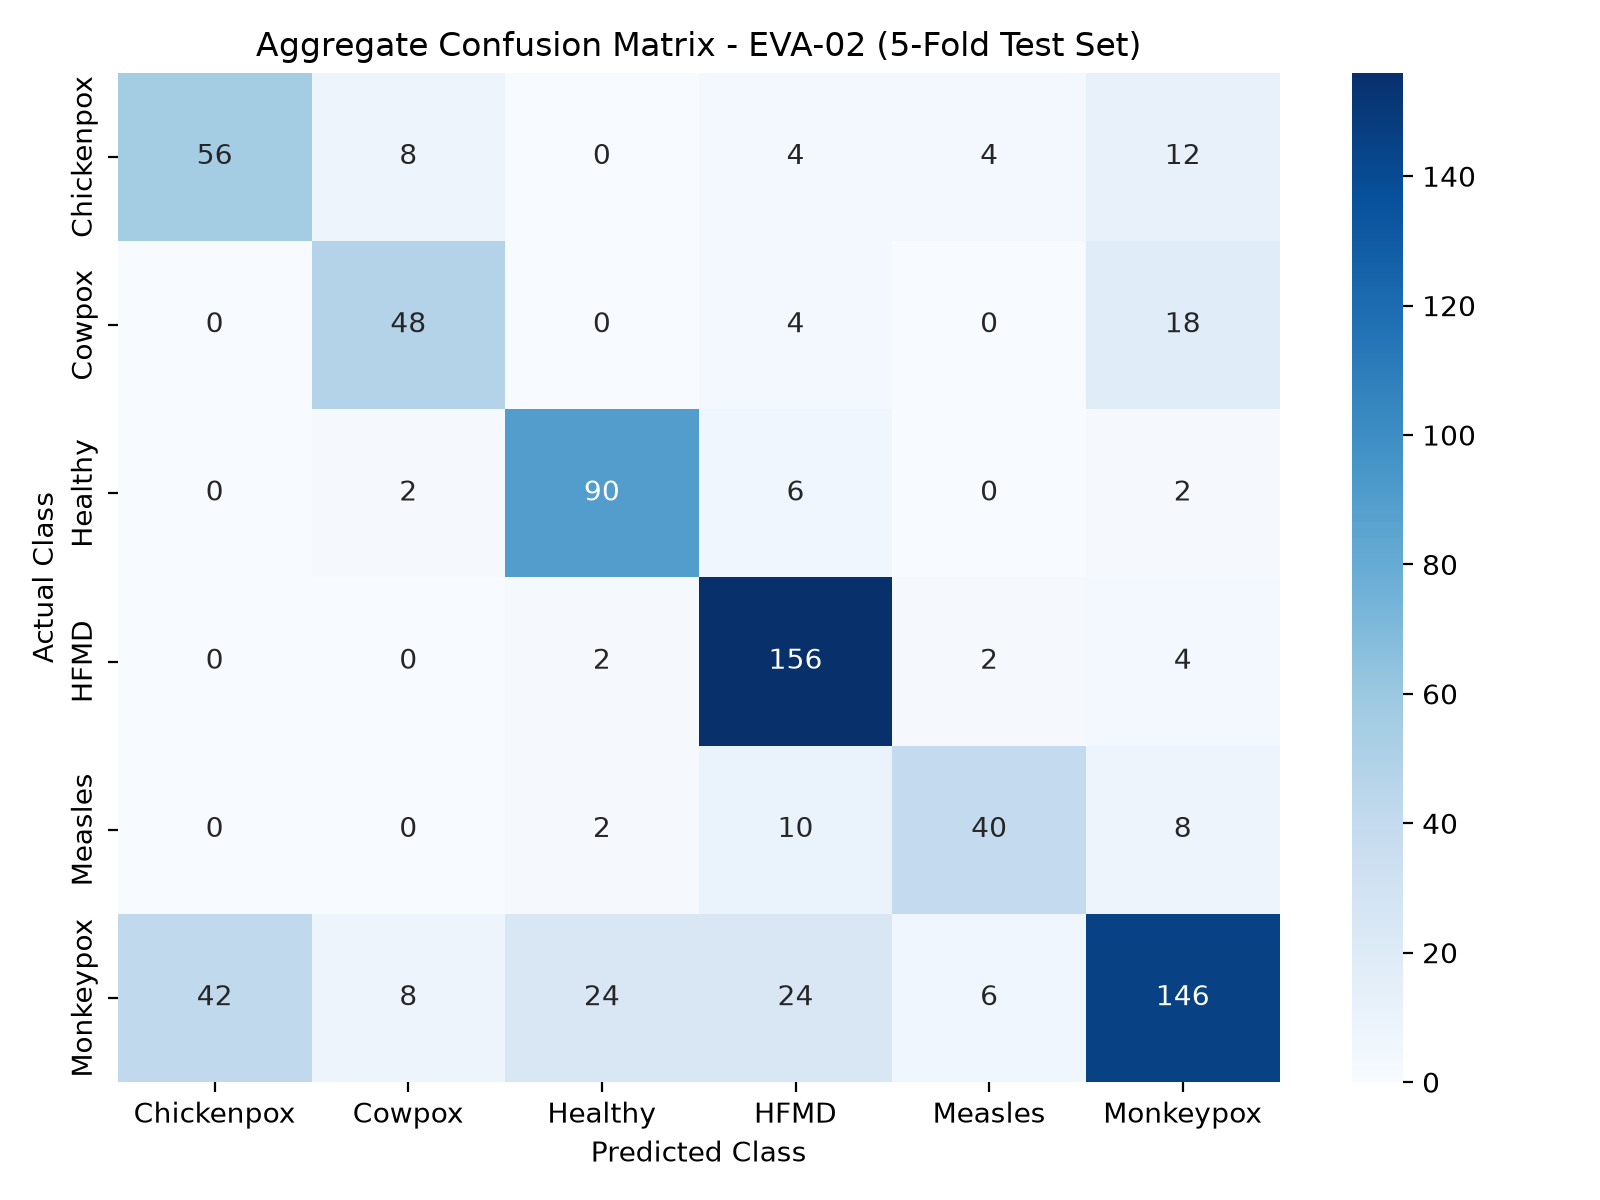 Aggregate Confusion Matrix - EVA-02 (5-Fold Test Set)
Actual Class
Chickenpox 56 8 0 4 4 12
Cowpox 0 48 0 4 0 18
Healthy 0 2 90 6 0 2
HFMD 0 0 2 156 2 4
Measles 0 0 2 10 40 8
Monkeypox 42 8 24 24 6 146
Chickenpox Cowpox Healthy HFMD Measles Monkeypox
Predicted Class
140
120
100
80
60
40
20
0